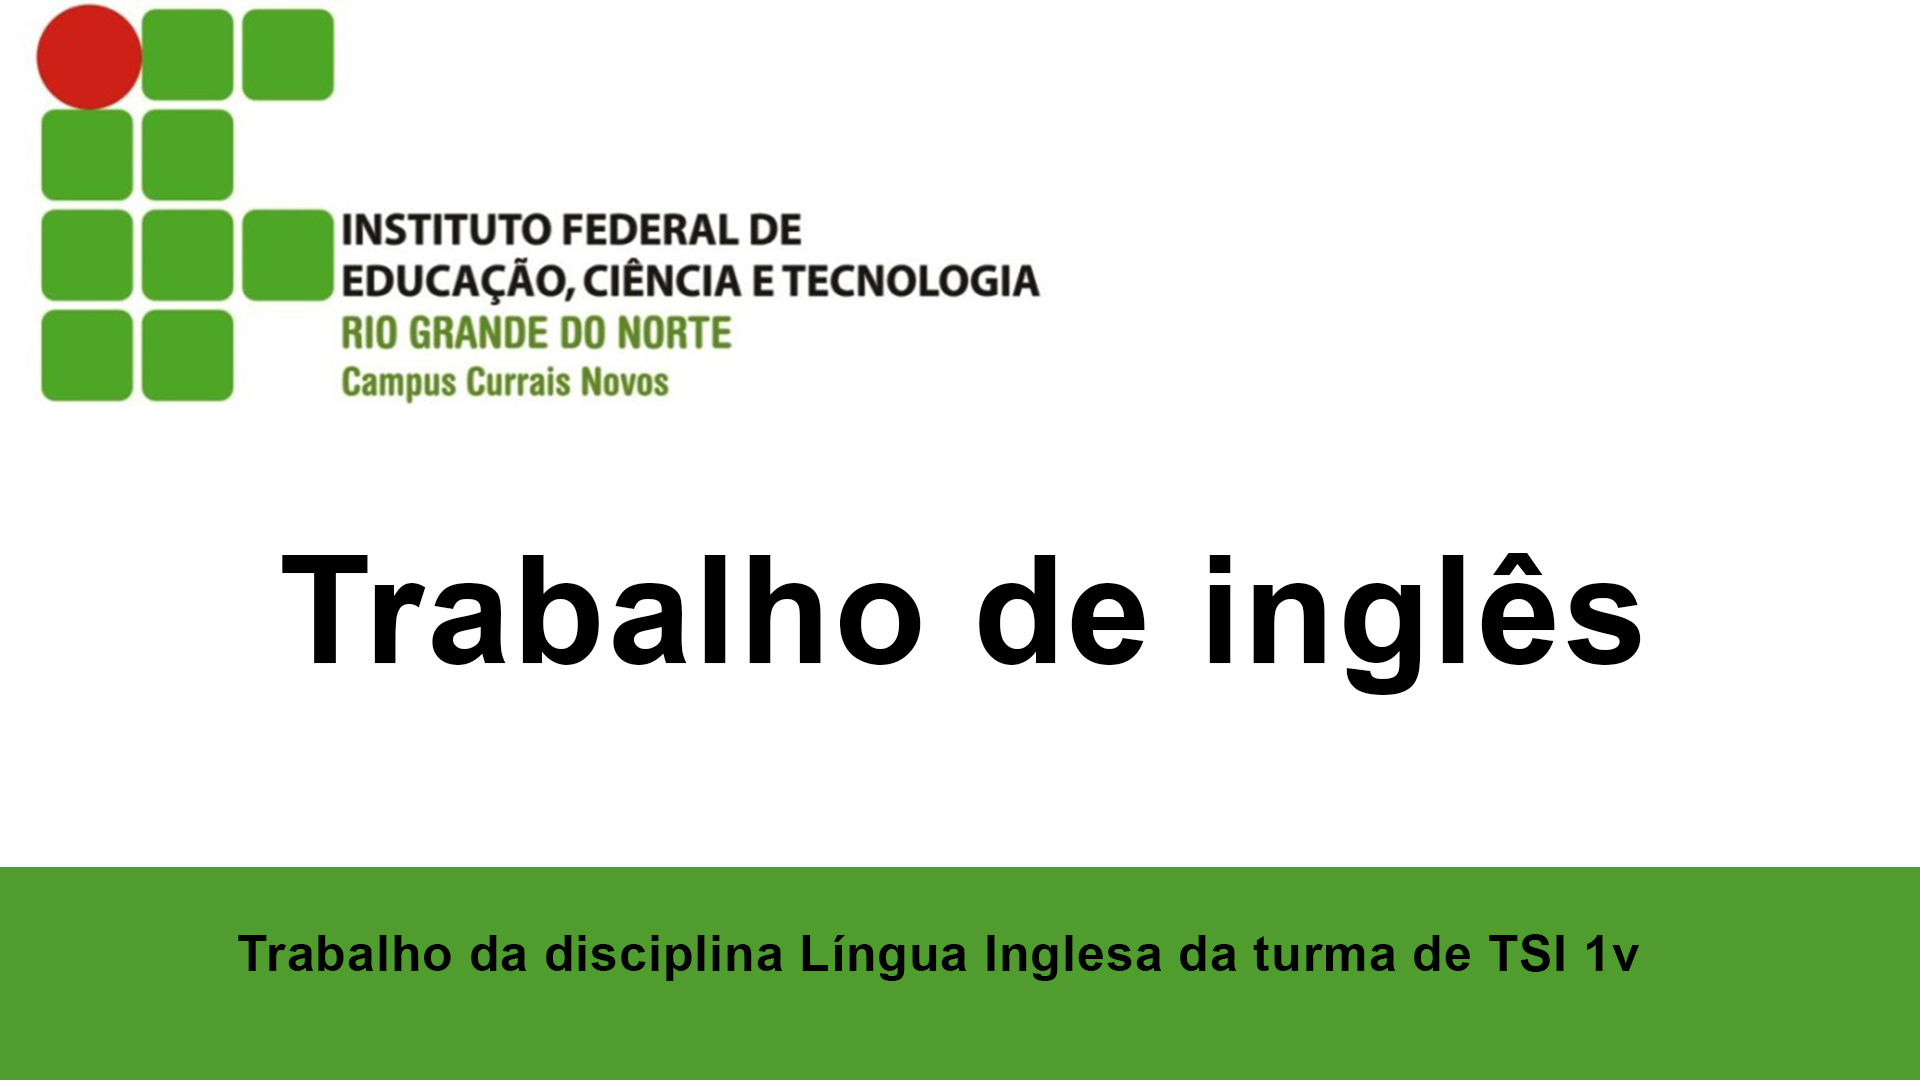 INSTITUTO FEDERAL DE
EDUCAÇÃO, CIÊNCIA E TECNOLOGIA
RIO GRANDE DO NORTE
Campus Currais Novos
Trabalho de inglês
Trabalho da disciplina Língua Inglesa da turma de TSI 1v